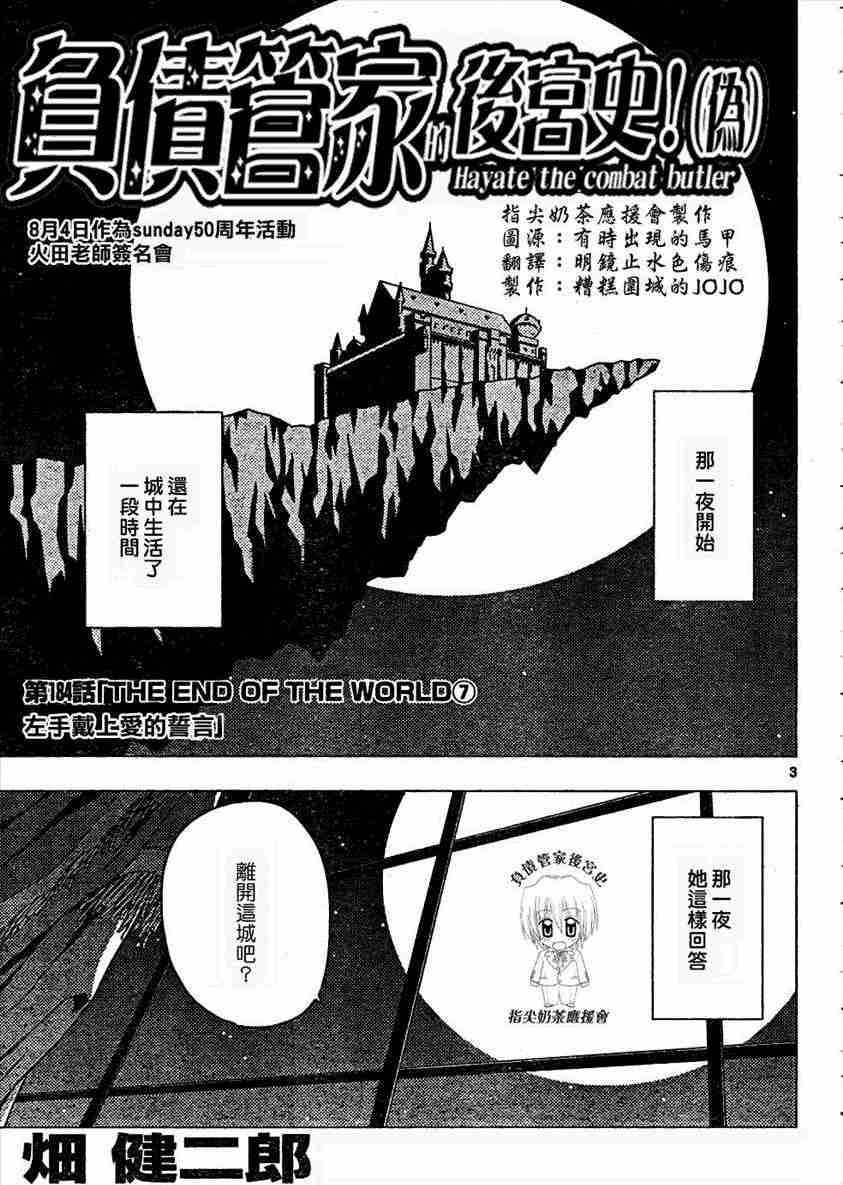 負債管家的後宮史!(偽)
Hayate the combat butler
8月4日作為sunday50周年活動
火田老師簽名會
指尖奶茶應援會製作
圖源：有時出現的馬甲
翻譯：明鏡止水色傷痕
製作：糟糕圍城的JOJO
那一夜開始
還在
城中生活了
一段時間
第184話「THE END OF THE WORLD⑦
左手戴上愛的誓言」
3
那一夜
她這樣回答
負債管家後宮史
指尖奶茶應援會
離開這城吧？
畑 健二郎